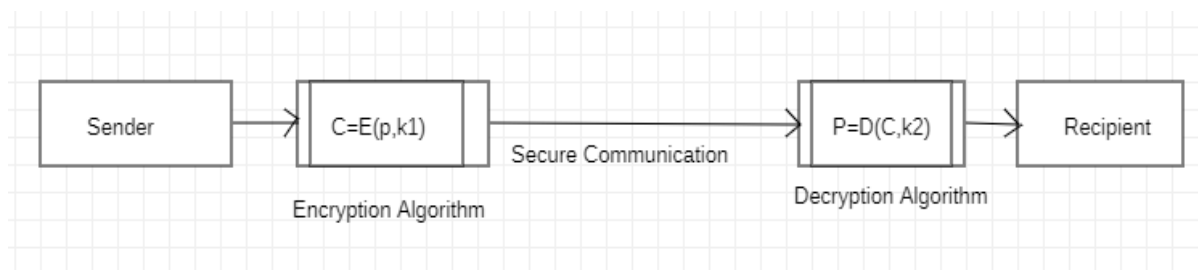 Sender
C=E(p,k1)
P=D(C,k2)
Recipient
Secure Communication
Encryption Algorithm
Decryption Algorithm